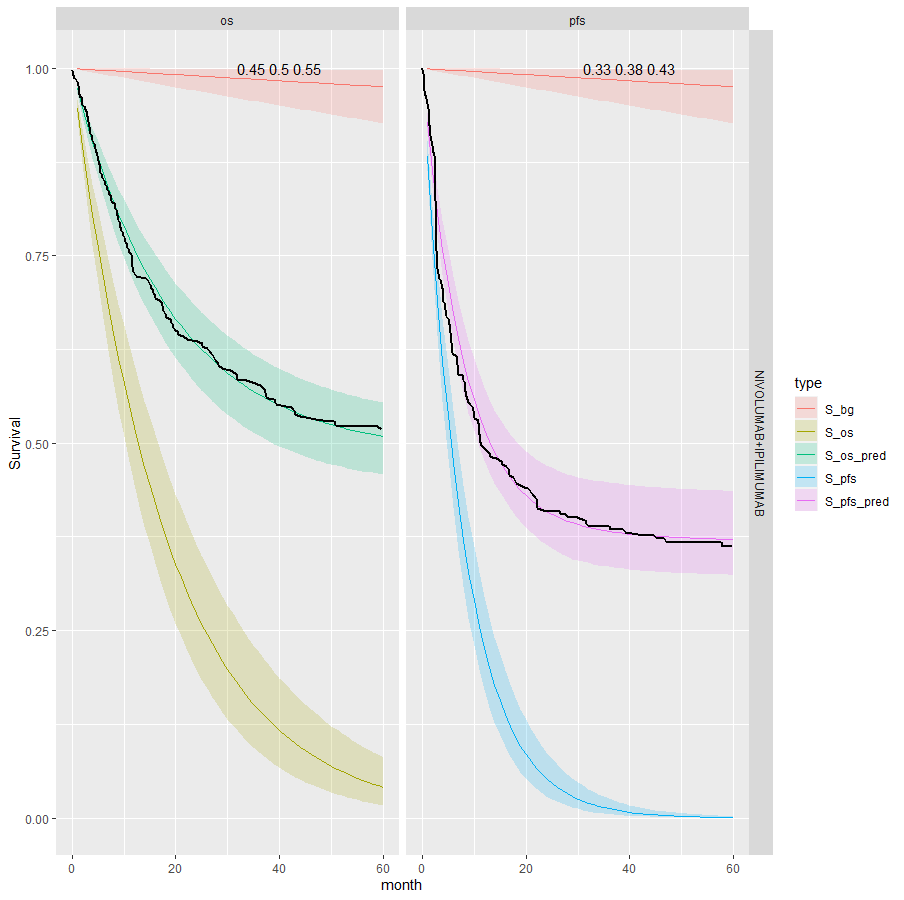 os
pfs
0.45 0.5 0.55
0.33 0.38 0.43
1.00
0.75
0.50
0.25
0.00
Survival
0
20
40
60
0
20
40
60
month
NIVOLUMAB+IPILIMUMAB
type
S_bg
S_os
S_os_pred
S_pfs
S_pfs_pred